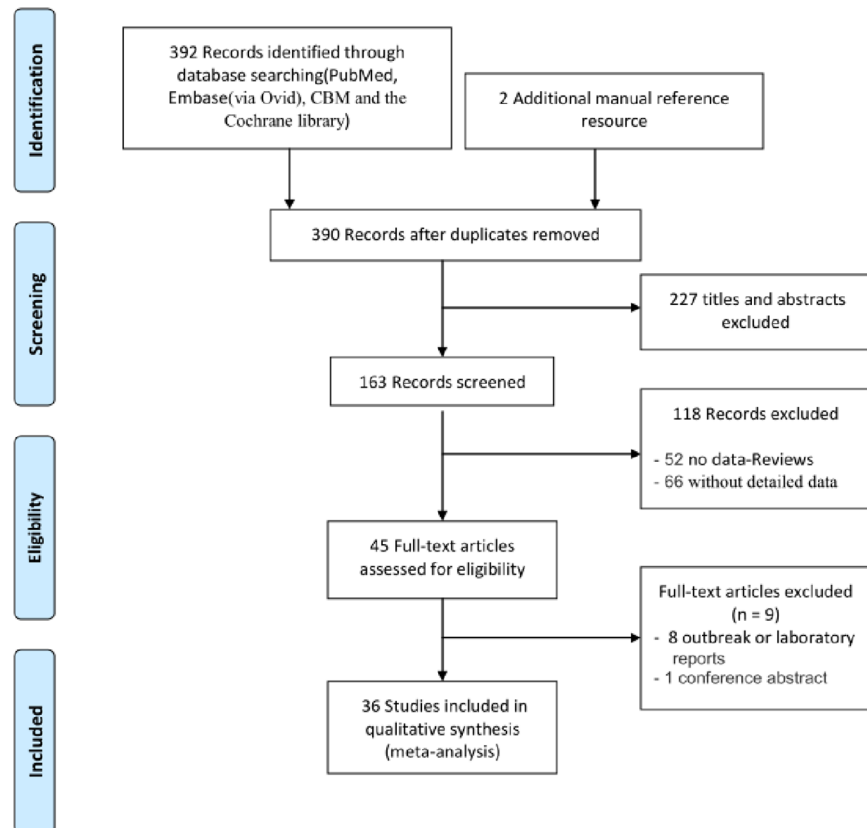 Identification
392 Records identified through
database searching(PubMed,
Embase(via Ovid), CBM and the
Cochrane library)
2 Additional manual reference
resource
390 Records after duplicates removed
Screening
227 titles and abstracts
excluded
163 Records screened
118 Records excluded
- 52 no data-Reviews
- 66 without detailed data
Eligibility
45 Full-text articles
assessed for eligibility
Full-text articles excluded
(n = 9)
- 8 outbreak or laboratory
reports
- 1 conference abstract
Included
36 Studies included in
qualitative synthesis
(meta-analysis)